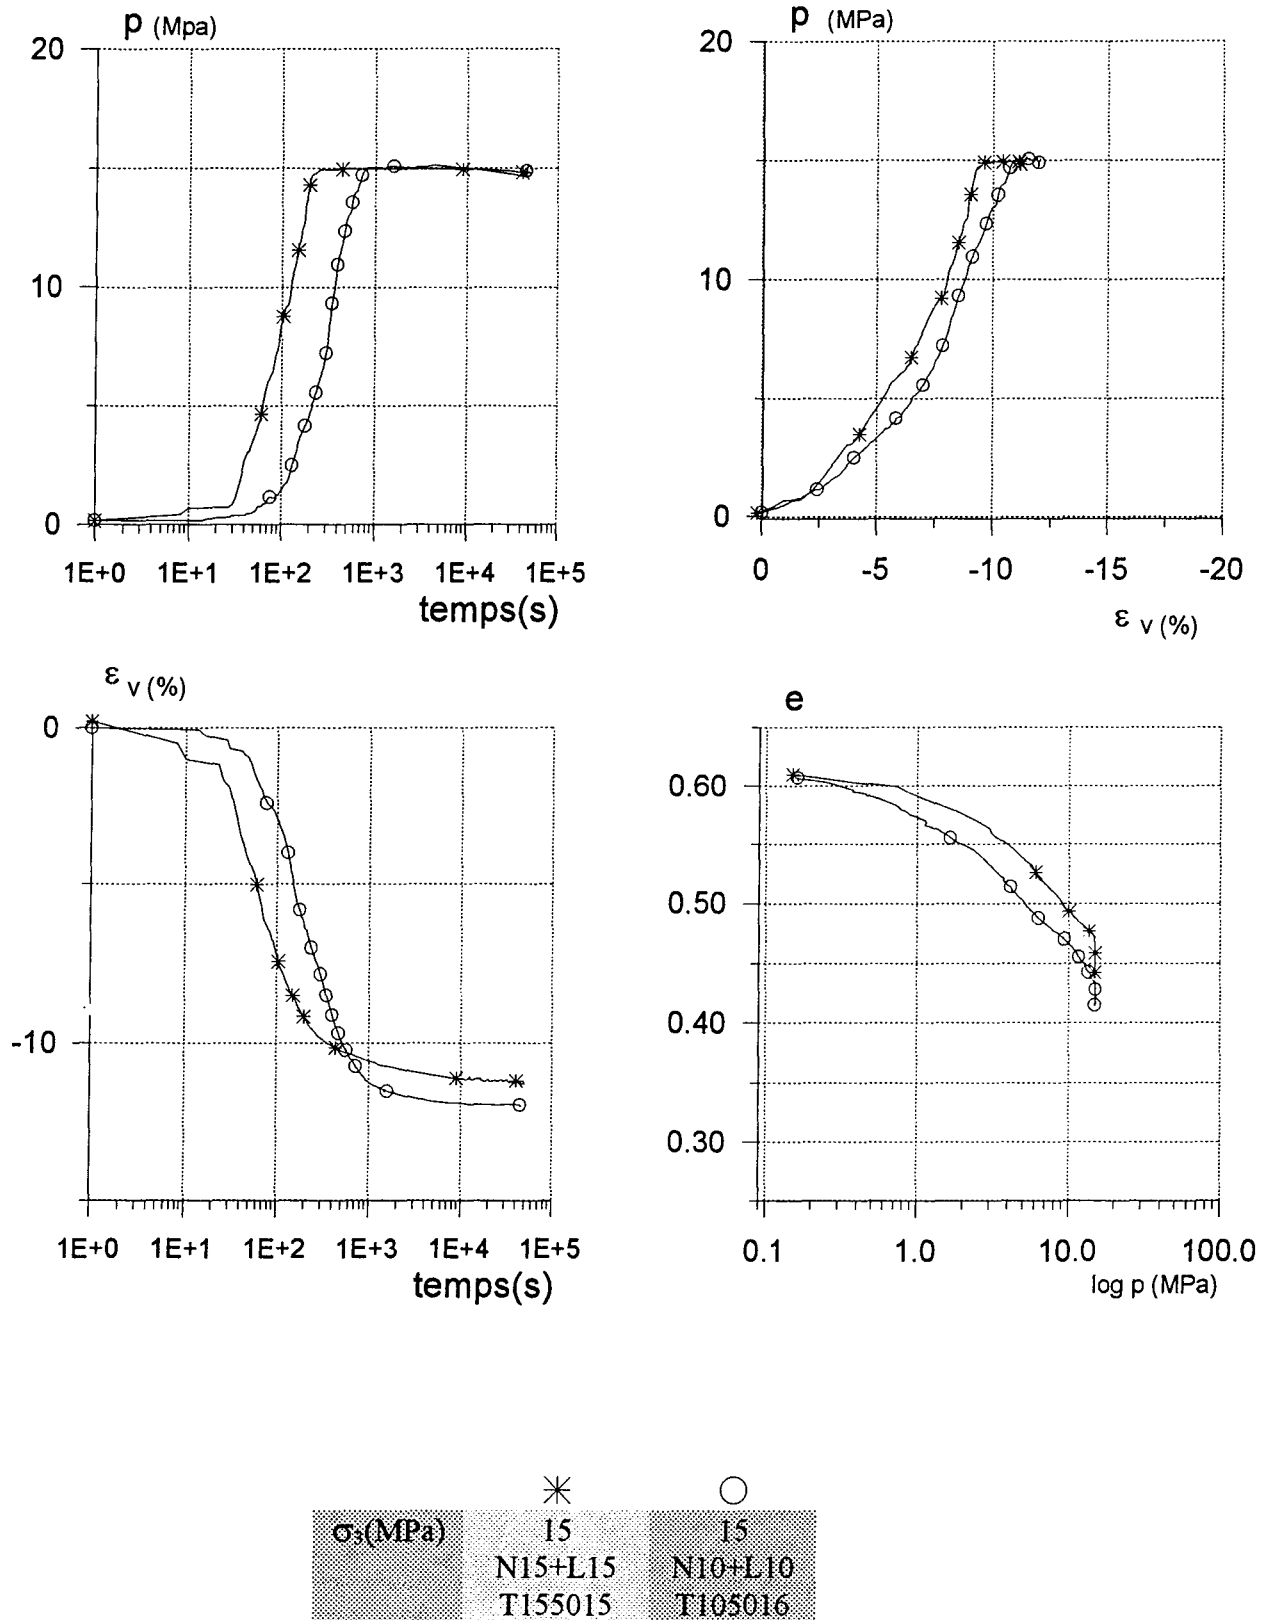 p (Mpa)
20
10
0
1E+0 1E+1 1E+2 1E+3 1E+4 1E+5
temps(s)
p (MPa)
20
10
0
0 -5 -10 -15 -20
ε v (%)
ε v (%)
0
-10
1E+0 1E+1 1E+2 1E+3 1E+4 1E+5
temps(s)
e
0.60
0.50
0.40
0.30
0.1 1.0 10.0 100.0
log p (MPa)
σ3(MPa) 15 15
N15+L15 N10+L10
T155015 T105016